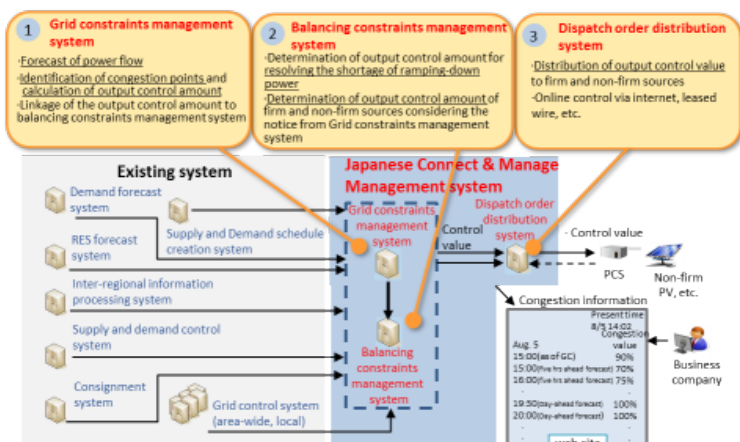 1 Grid constraints management
system
·Forecast of power flow
·Identification of congestion points and
calculation of output control amount
·Linkage of the output control amount to
balancing constraints management system
2 Balancing constraints management
system
·Determination of output control amount for
resolving the shortage of ramping-down
power
·Determination of output control amount of
firm and non-firm sources considering the
notice from Grid constraints management
system
3 Dispatch order distribution
system
·Distribution of output control value
to firm and non-firm sources
·Online control via internet, leased
wire, etc.
Existing system
Demand forecast
system
Supply and Demand schedule
creation system
RES forecast
system
Inter-regional information
processing system
Supply and demand control
system
Consignment
system
Grid control system
(area-wide, local)
Japanese Connect & Manage
Management system
Grid constraints
management
system
Balancing
constraints
management
system
Control
value
Dispatch order
distribution
system
· Control value
PCS
Non-firm
PV, etc.
Congestion information
Present time
8/5 14:02
Congestion
value
Aug. 5
15:00(as of GC) 90%
15:00(five hrs ahead forecast) 70%
16:00(five hrs ahead forecast) 75%
19:30(Day-ahead forecast) 100%
20:00(Day-ahead forecast) 100%
web site
Business
company